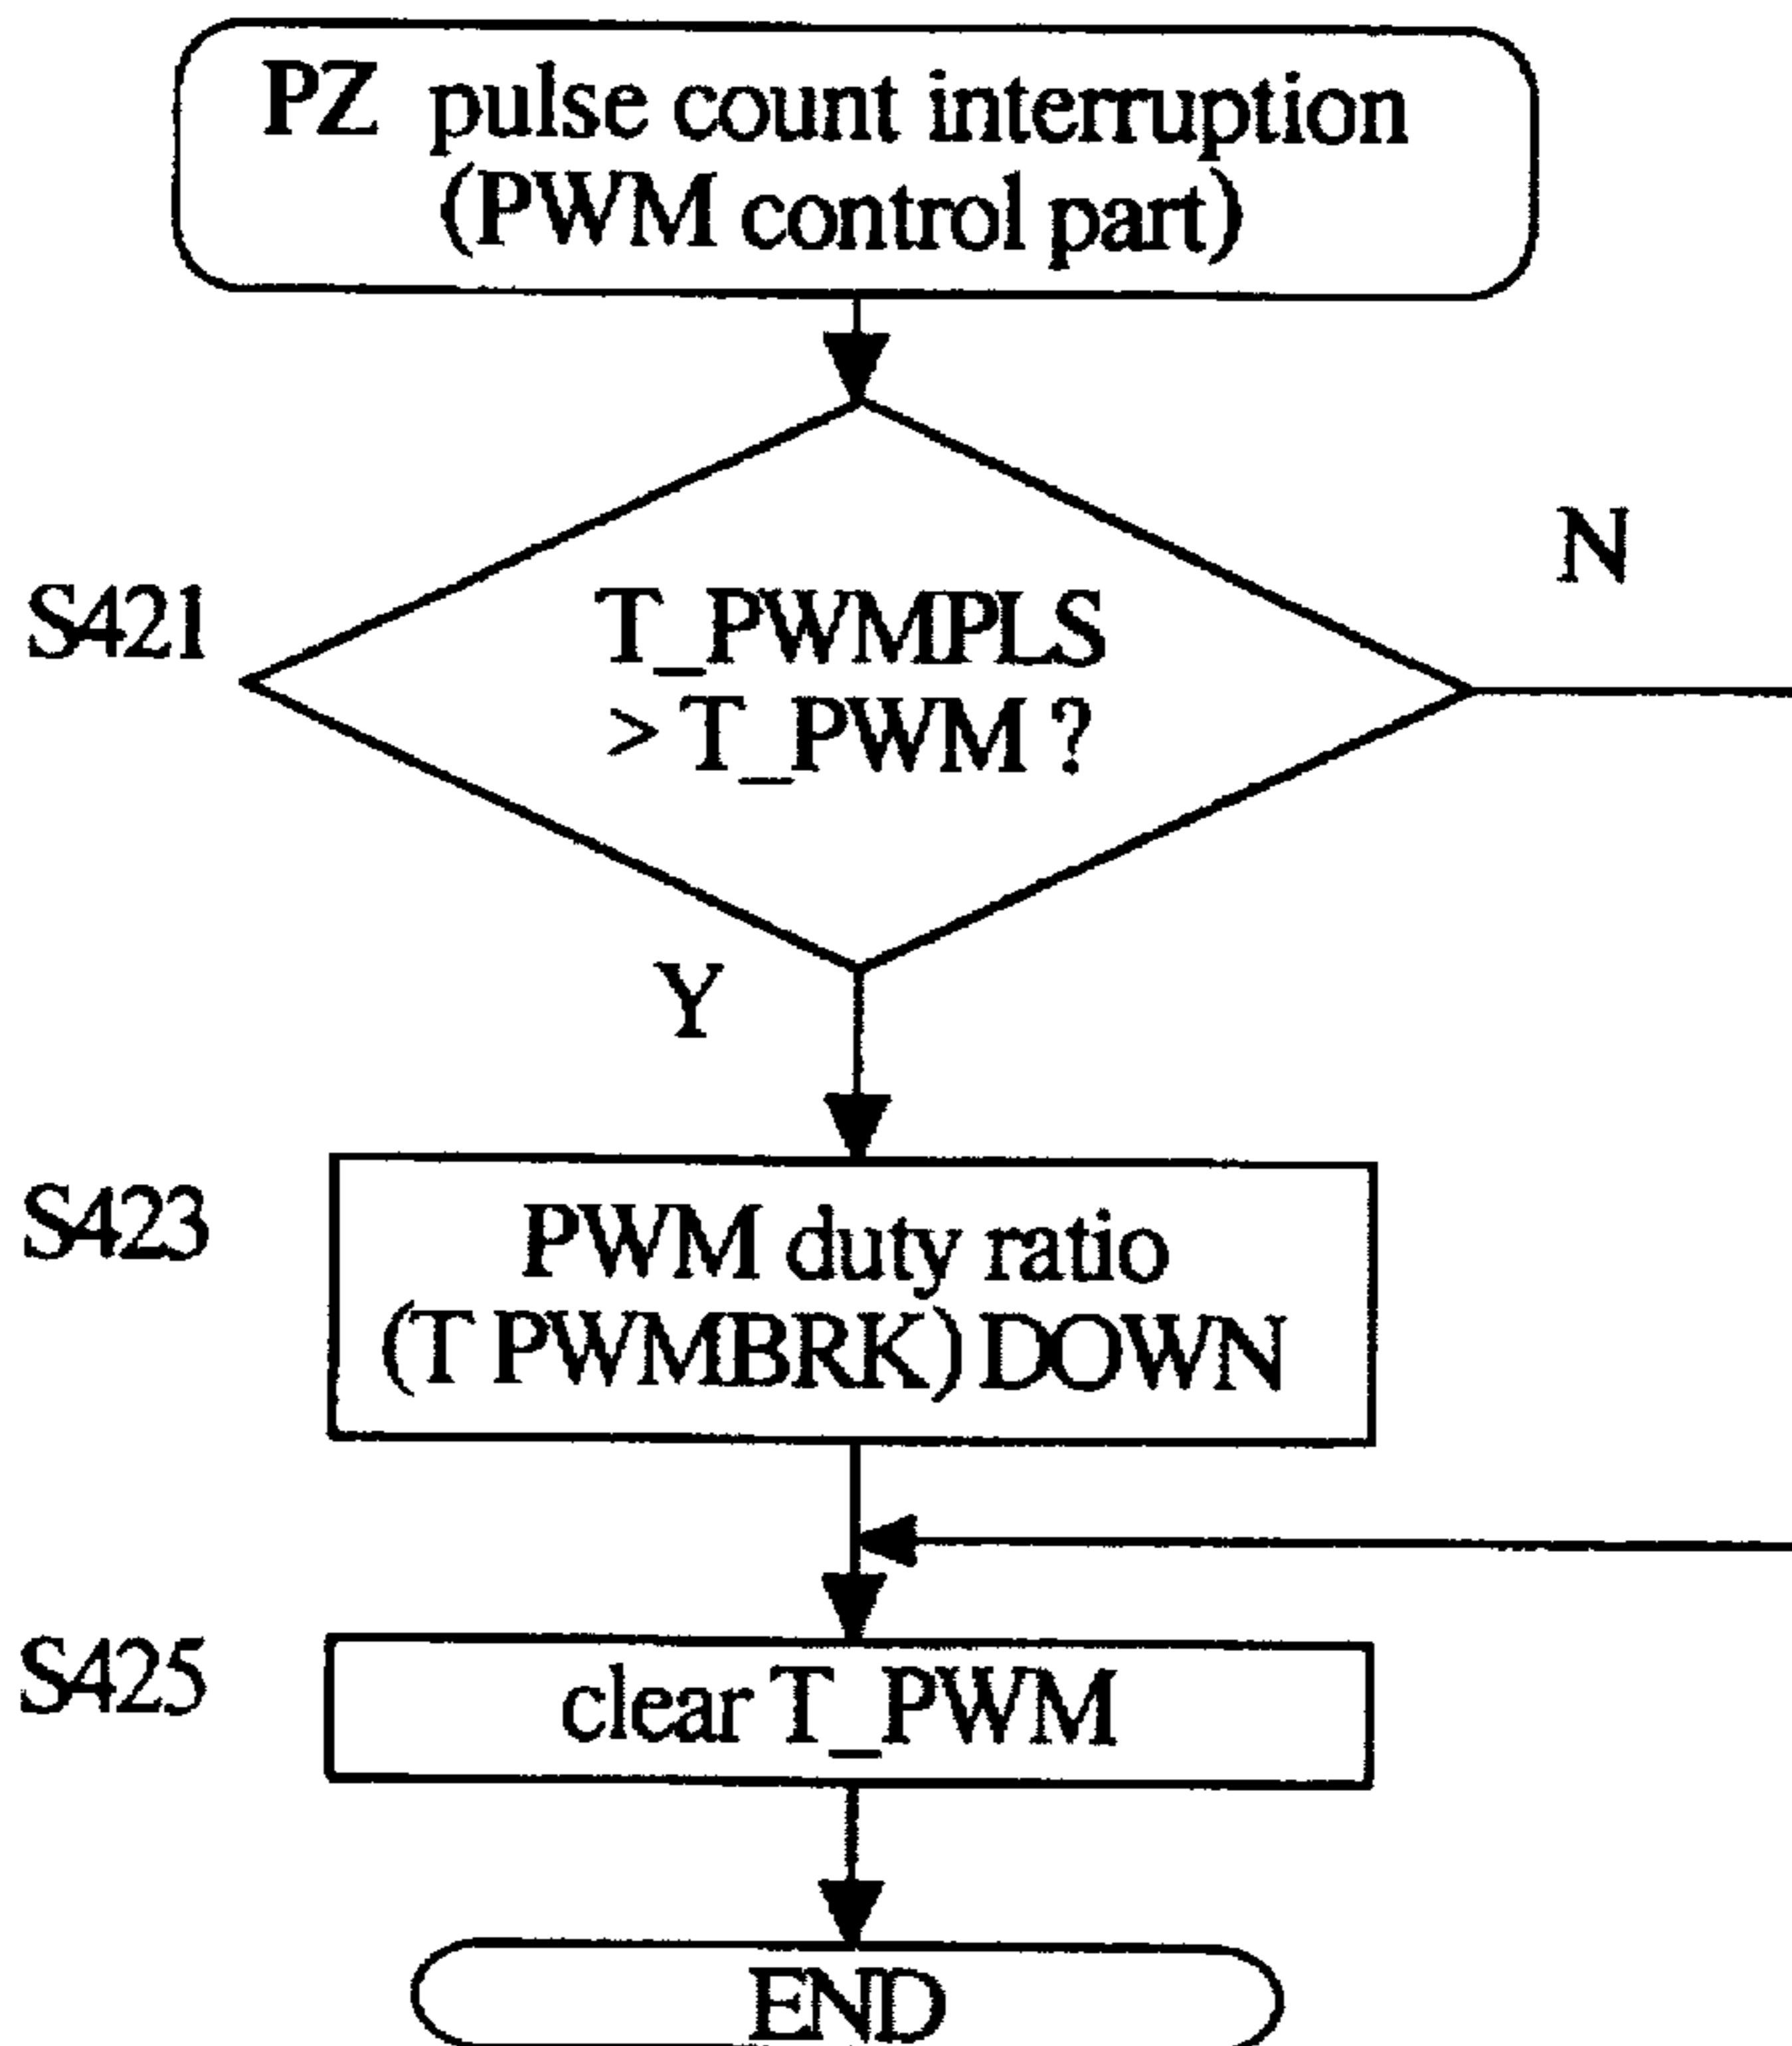 PZ pulse count interruption
(PWM control part)
N
S421
T_PWMPLS
> T_PWM ?
Y
S423
PWM duty ratio
(T PWMBRK) DOWN
S425
clear T_PWM
END